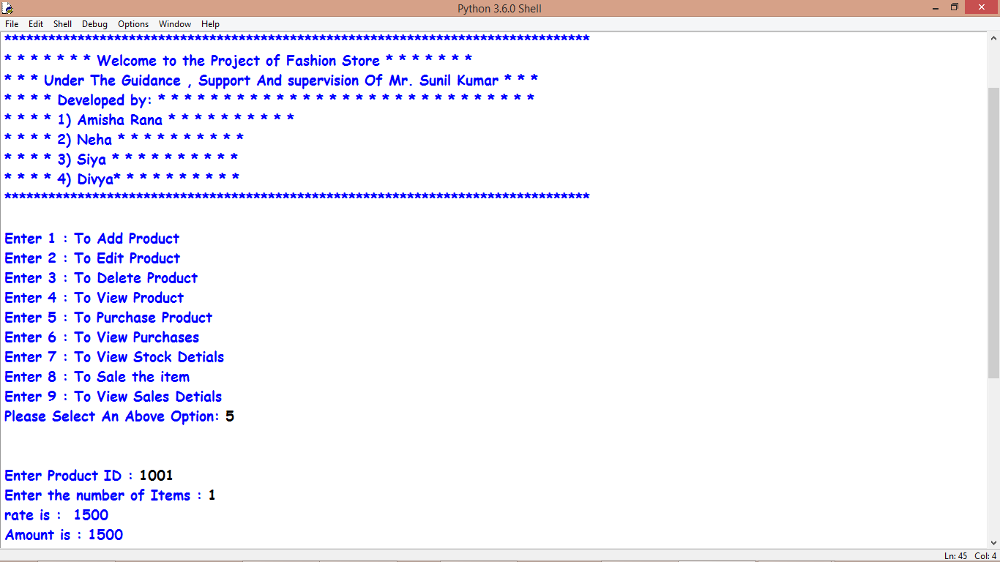 Python 3.6.0 Shell
File Edit Shell Debug Options Window Help
********************************************************************************
* * * * * * * Welcome to the Project of Fashion Store * * * * * * *
* * * Under The Guidance , Support And supervision Of Mr. Sunil Kumar * * *
* * * * Developed by: * * * * * * * * * * * * * * * * * * * * * * * * * * * * *
* * * * 1) Amisha Rana * * * * * * * * * *
* * * * 2) Neha * * * * * * * * * *
* * * * 3) Siya * * * * * * * * * *
* * * * 4) Divya* * * * * * * * * *
********************************************************************************
Enter 1 : To Add Product
Enter 2 : To Edit Product
Enter 3 : To Delete Product
Enter 4 : To View Product
Enter 5 : To Purchase Product
Enter 6 : To View Purchases
Enter 7 : To View Stock Detials
Enter 8 : To Sale the item
Enter 9 : To View Sales Detials
Please Select An Above Option: 5
Enter Product ID : 1001
Enter the number of Items : 1
rate is :  1500
Amount is : 1500
Ln: 45 Col: 4